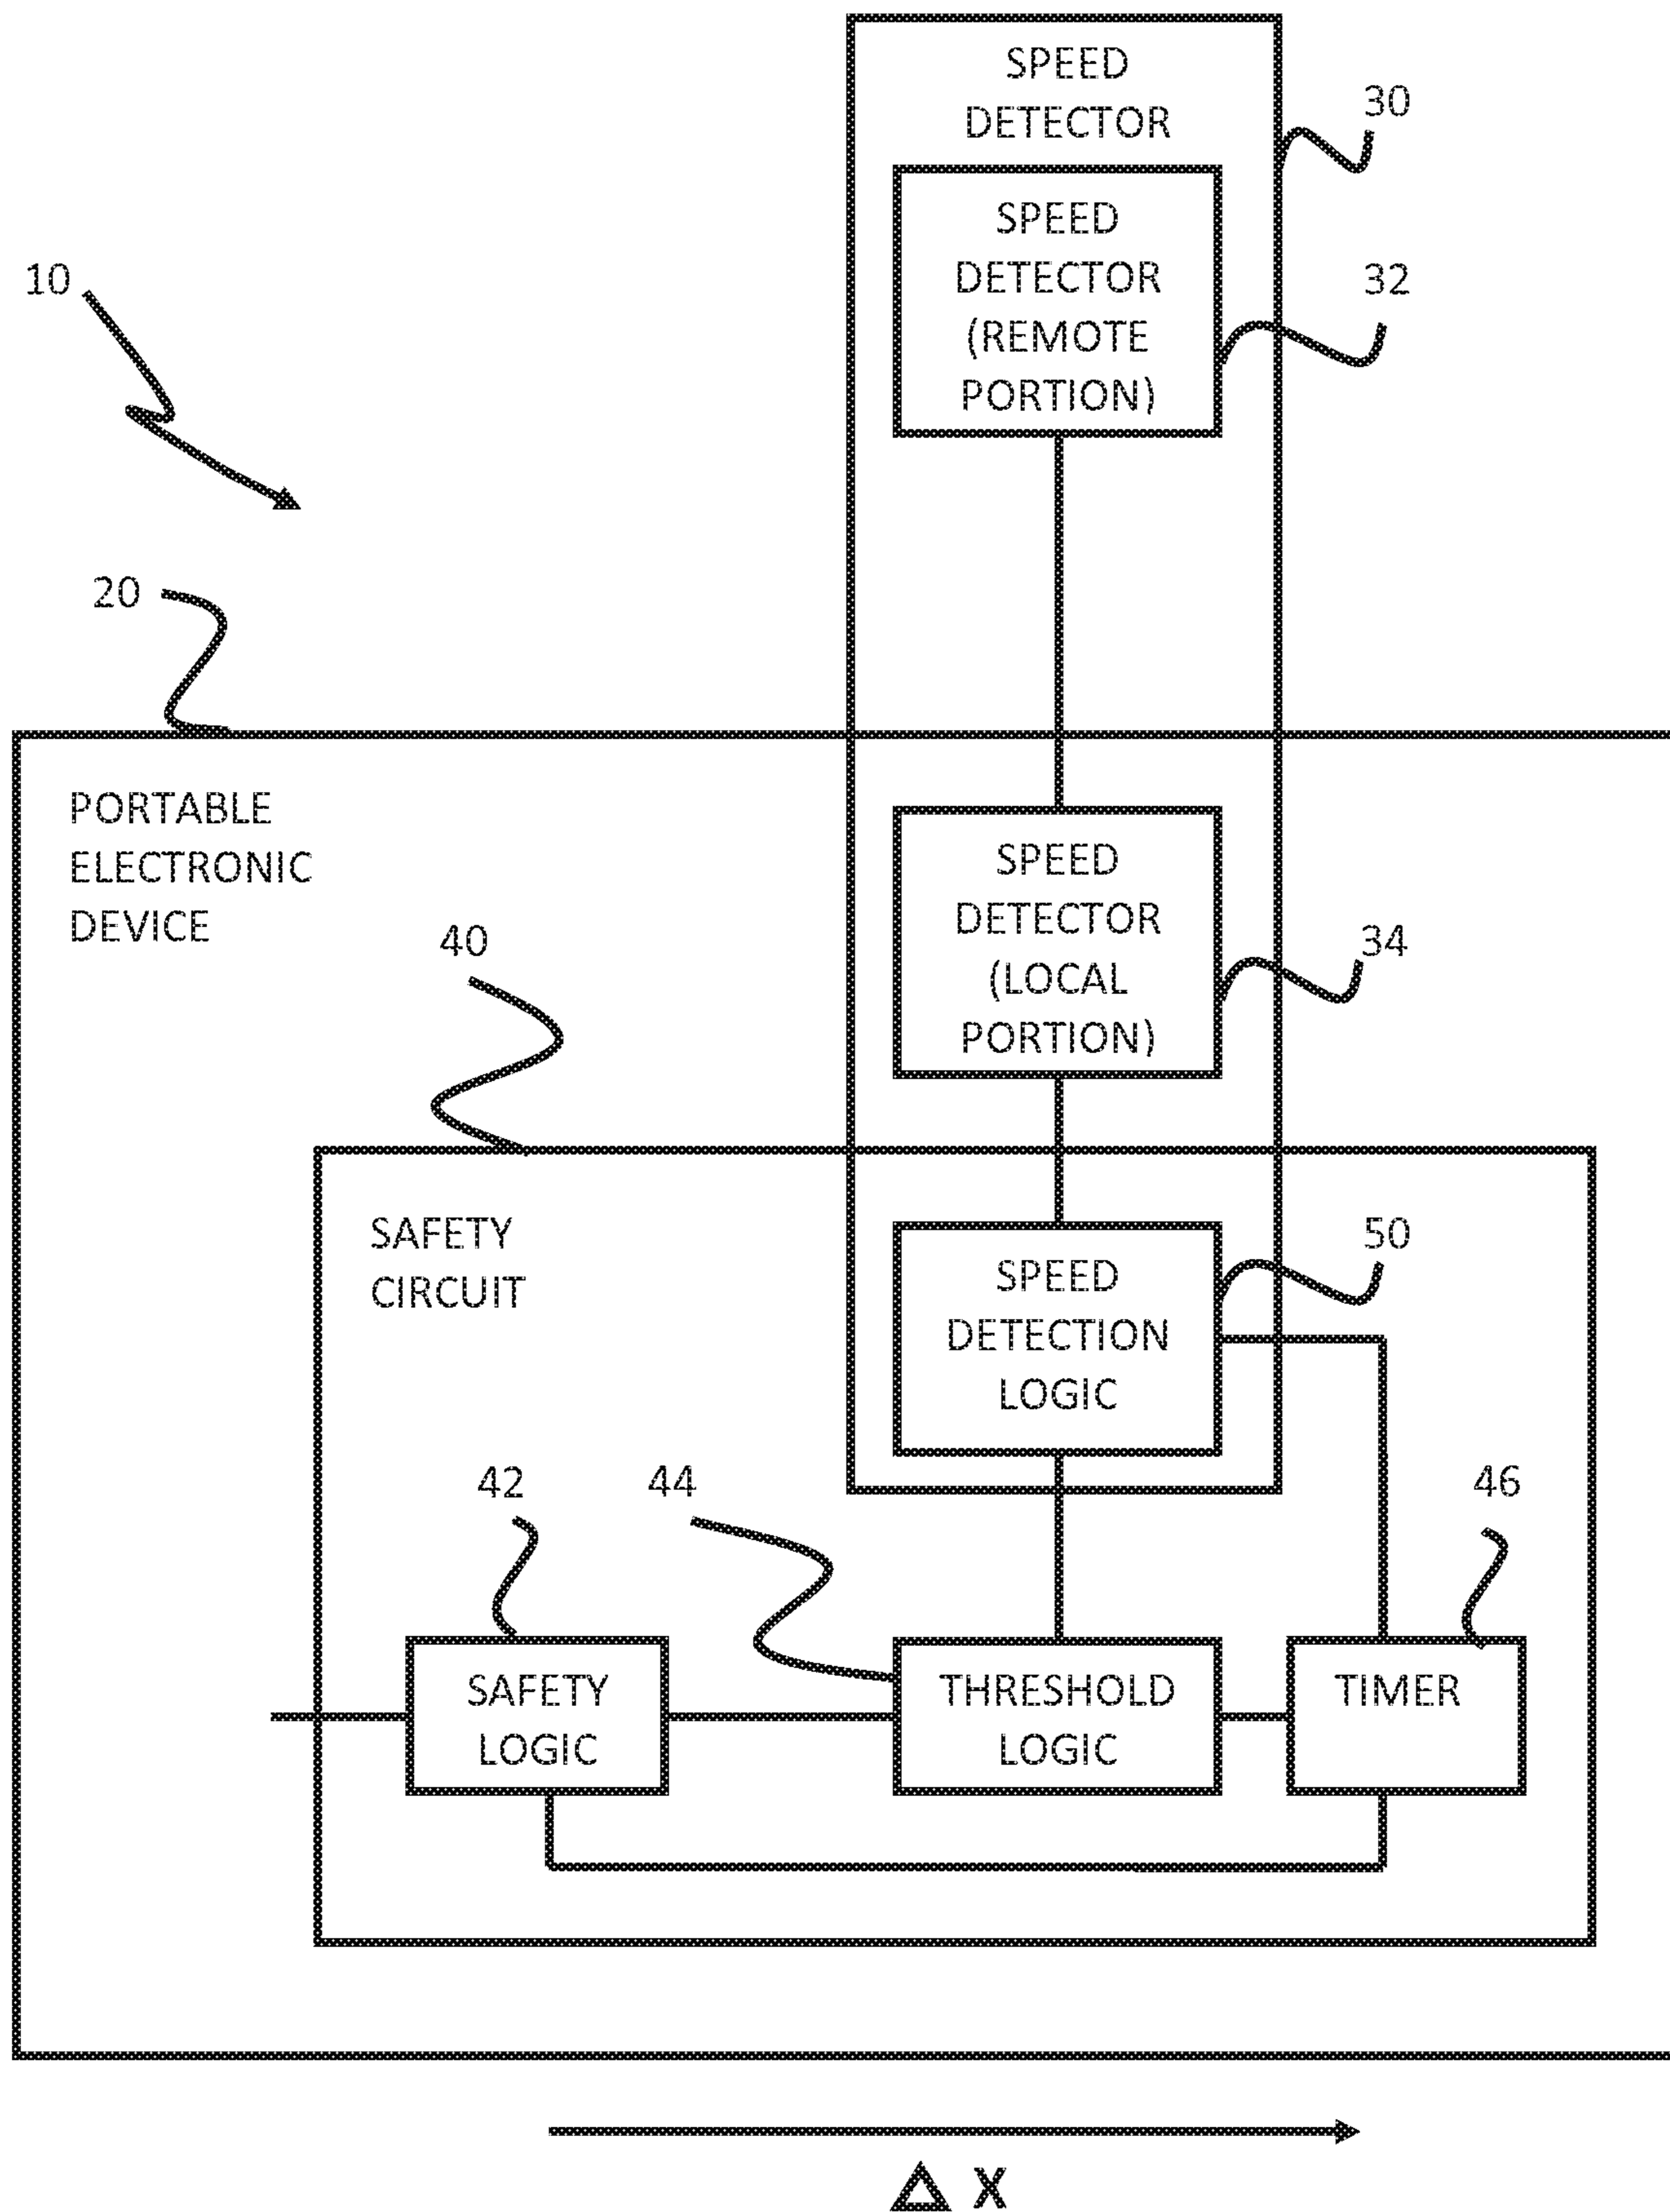 SPEED
DETECTOR
30
SPEED
DETECTOR
(REMOTE
PORTION)
32
10
20
PORTABLE
ELECTRONIC
DEVICE
SPEED
DETECTOR
(LOCAL
PORTION)
34
40
SAFETY
CIRCUIT
SPEED
DETECTION
LOGIC
50
42
44
46
SAFETY
LOGIC
THRESHOLD
LOGIC
TIMER
Δ X